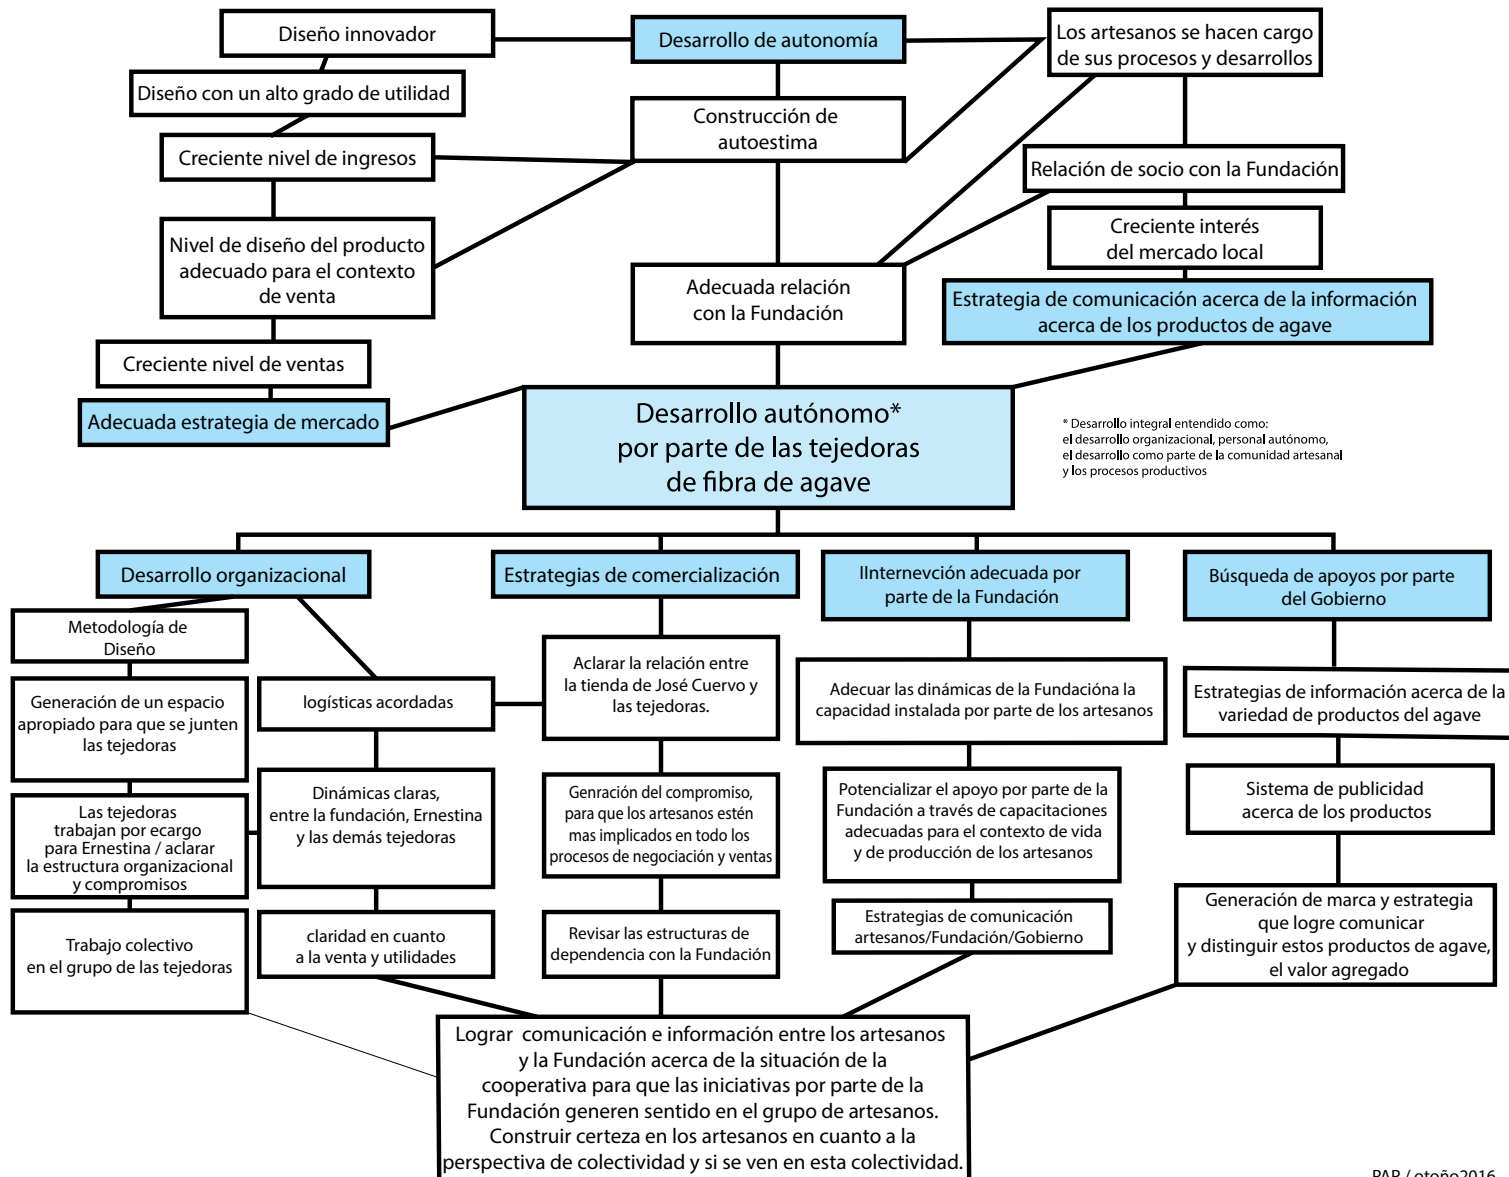 Diseño innovador
Desarrollo de autonomía
Los artesanos se hacen cargo
de sus procesos y desarrollos
Diseño con un alto grado de utilidad
Construcción de
autoestima
Creciente nivel de ingresos
Relación de socio con la Fundación
Nivel de diseño del producto
adecuado para el contexto
de venta
Creciente interés
del mercado local
Adecuada relación
con la Fundación
Estrategia de comunicación acerca de la información
acerca de los productos de agave
Creciente nivel de ventas
Adecuada estrategia de mercado
Desarrollo autónomo*
por parte de las tejedoras
de fibra de agave
* Desarrollo integral entendido como:
el desarrollo organizacional, personal autónomo,
el desarrollo como parte de la comunidad artesanal
y los procesos productivos
Desarrollo organizacional
Estrategias de comercialización
IInternevción adecuada por
parte de la Fundación
Búsqueda de apoyos por parte
del Gobierno
Metodología de
Diseño
Generación de un espacio
apropiado para que se junten
las tejedoras
Las tejedoras
trabajan por ecargo
para Ernestina / aclarar
la estructura organizacional
y compromisos
Trabajo colectivo
en el grupo de las tejedoras
logísticas acordadas
Dinámicas claras,
entre la fundación, Ernestina
y las demás tejedoras
claridad en cuanto
a la venta y utilidades
Aclarar la relación entre
la tienda de José Cuervo y
las tejedoras.
Genración del compromiso,
para que los artesanos estén
mas implicados en todo los
procesos de negociación y ventas
Revisar las estructuras de
dependencia con la Fundación
Adecuar las dinámicas de la Fundacióna la
capacidad instalada por parte de los artesanos
Potencializar el apoyo por parte de la
Fundación a través de capacitaciones
adecuadas para el contexto de vida
y de producción de los artesanos
Estrategias de comunicación
artesanos/Fundación/Gobierno
Estrategias de información acerca de la
variedad de productos del agave
Sistema de publicidad
acerca de los productos
Generación de marca y estrategia
que logre comunicar
y distinguir estos productos de agave,
el valor agregado
Lograr comunicación e información entre los artesanos
y la Fundación acerca de la situación de la
cooperativa para que las iniciativas por parte de la
Fundación generen sentido en el grupo de artesanos.
Construir certeza en los artesanos en cuanto a la
perspectiva de colectividad y si se ven en esta colectividad.
PAP / otoño2016